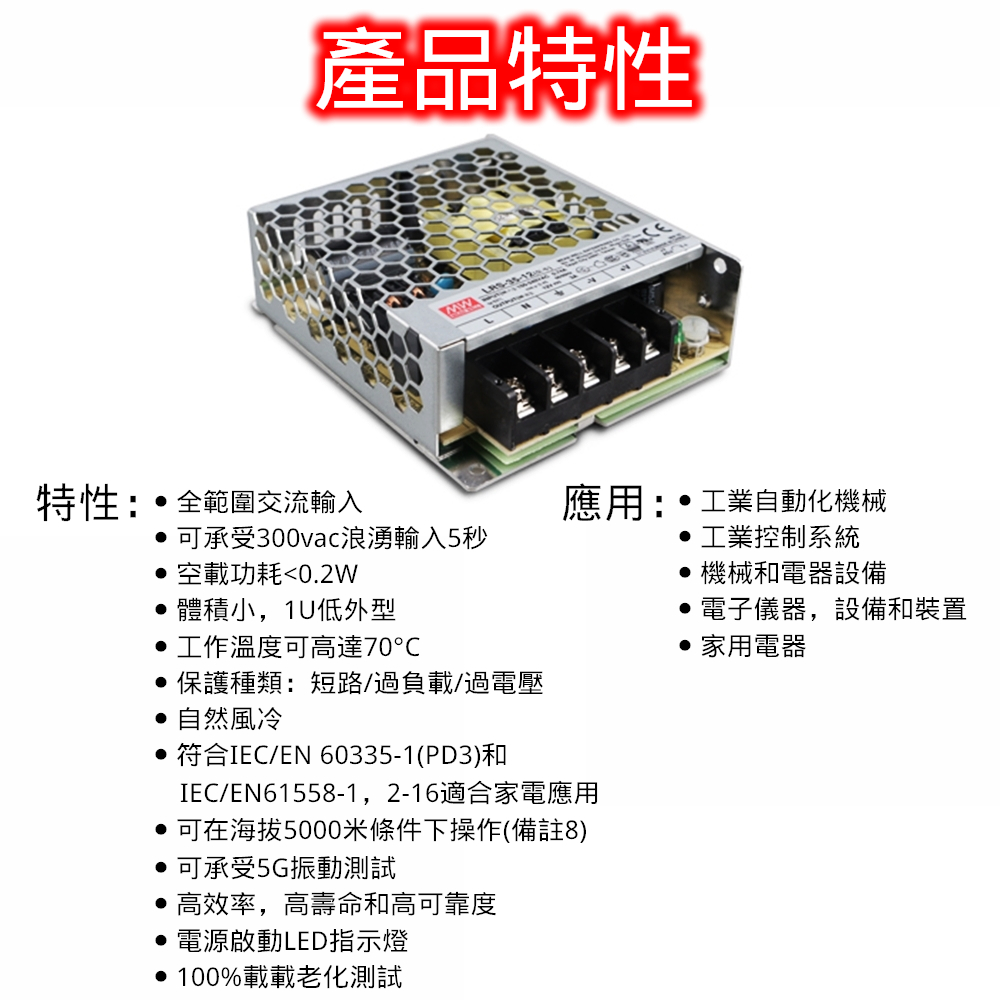 產品特性
LRS-35-12
MW
L N
-V +V
特性：
• 全範圍交流輸入
• 可承受300vac浪湧輸入5秒
• 空載功耗<0.2W
• 體積小，1U低外型
• 工作溫度可高達70°C
• 保護種類：短路/過負載/過電壓
• 自然風冷
• 符合IEC/EN 60335-1(PD3)和
IEC/EN61558-1，2-16適合家電應用
• 可在海拔5000米條件下操作(備註8)
• 可承受5G振動測試
• 高效率，高壽命和高可靠度
• 電源啟動LED指示燈
• 100%載載老化測試
應用：
• 工業自動化機械
• 工業控制系統
• 機械和電器設備
• 電子儀器，設備和裝置
• 家用電器